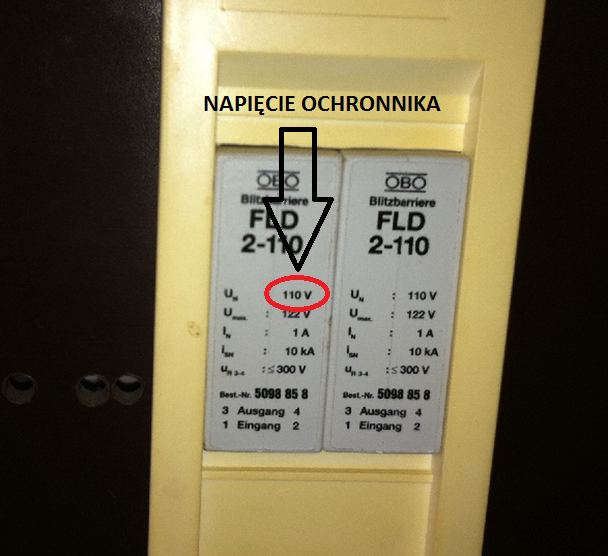 NAPIĘCIE OCHRONNIKA
OBO
Blitzbarriere
FLD
2-110
UN 110 V
Umax. : 122 V
IN : 1 A
iSN : 10 kA
uR 3-4 : ≤ 300 V
Best.-Nr. 5098 85 8
3 Ausgang 4
1 Eingang 2
OBO
Blitzbarriere
FLD
2-110
UN : 110 V
Umax. : 122 V
IN : 1 A
iSN : 10 kA
uR 3-4 : ≤ 300 V
Best.-Nr. 5098 85 8
3 Ausgang 4
1 Eingang 2